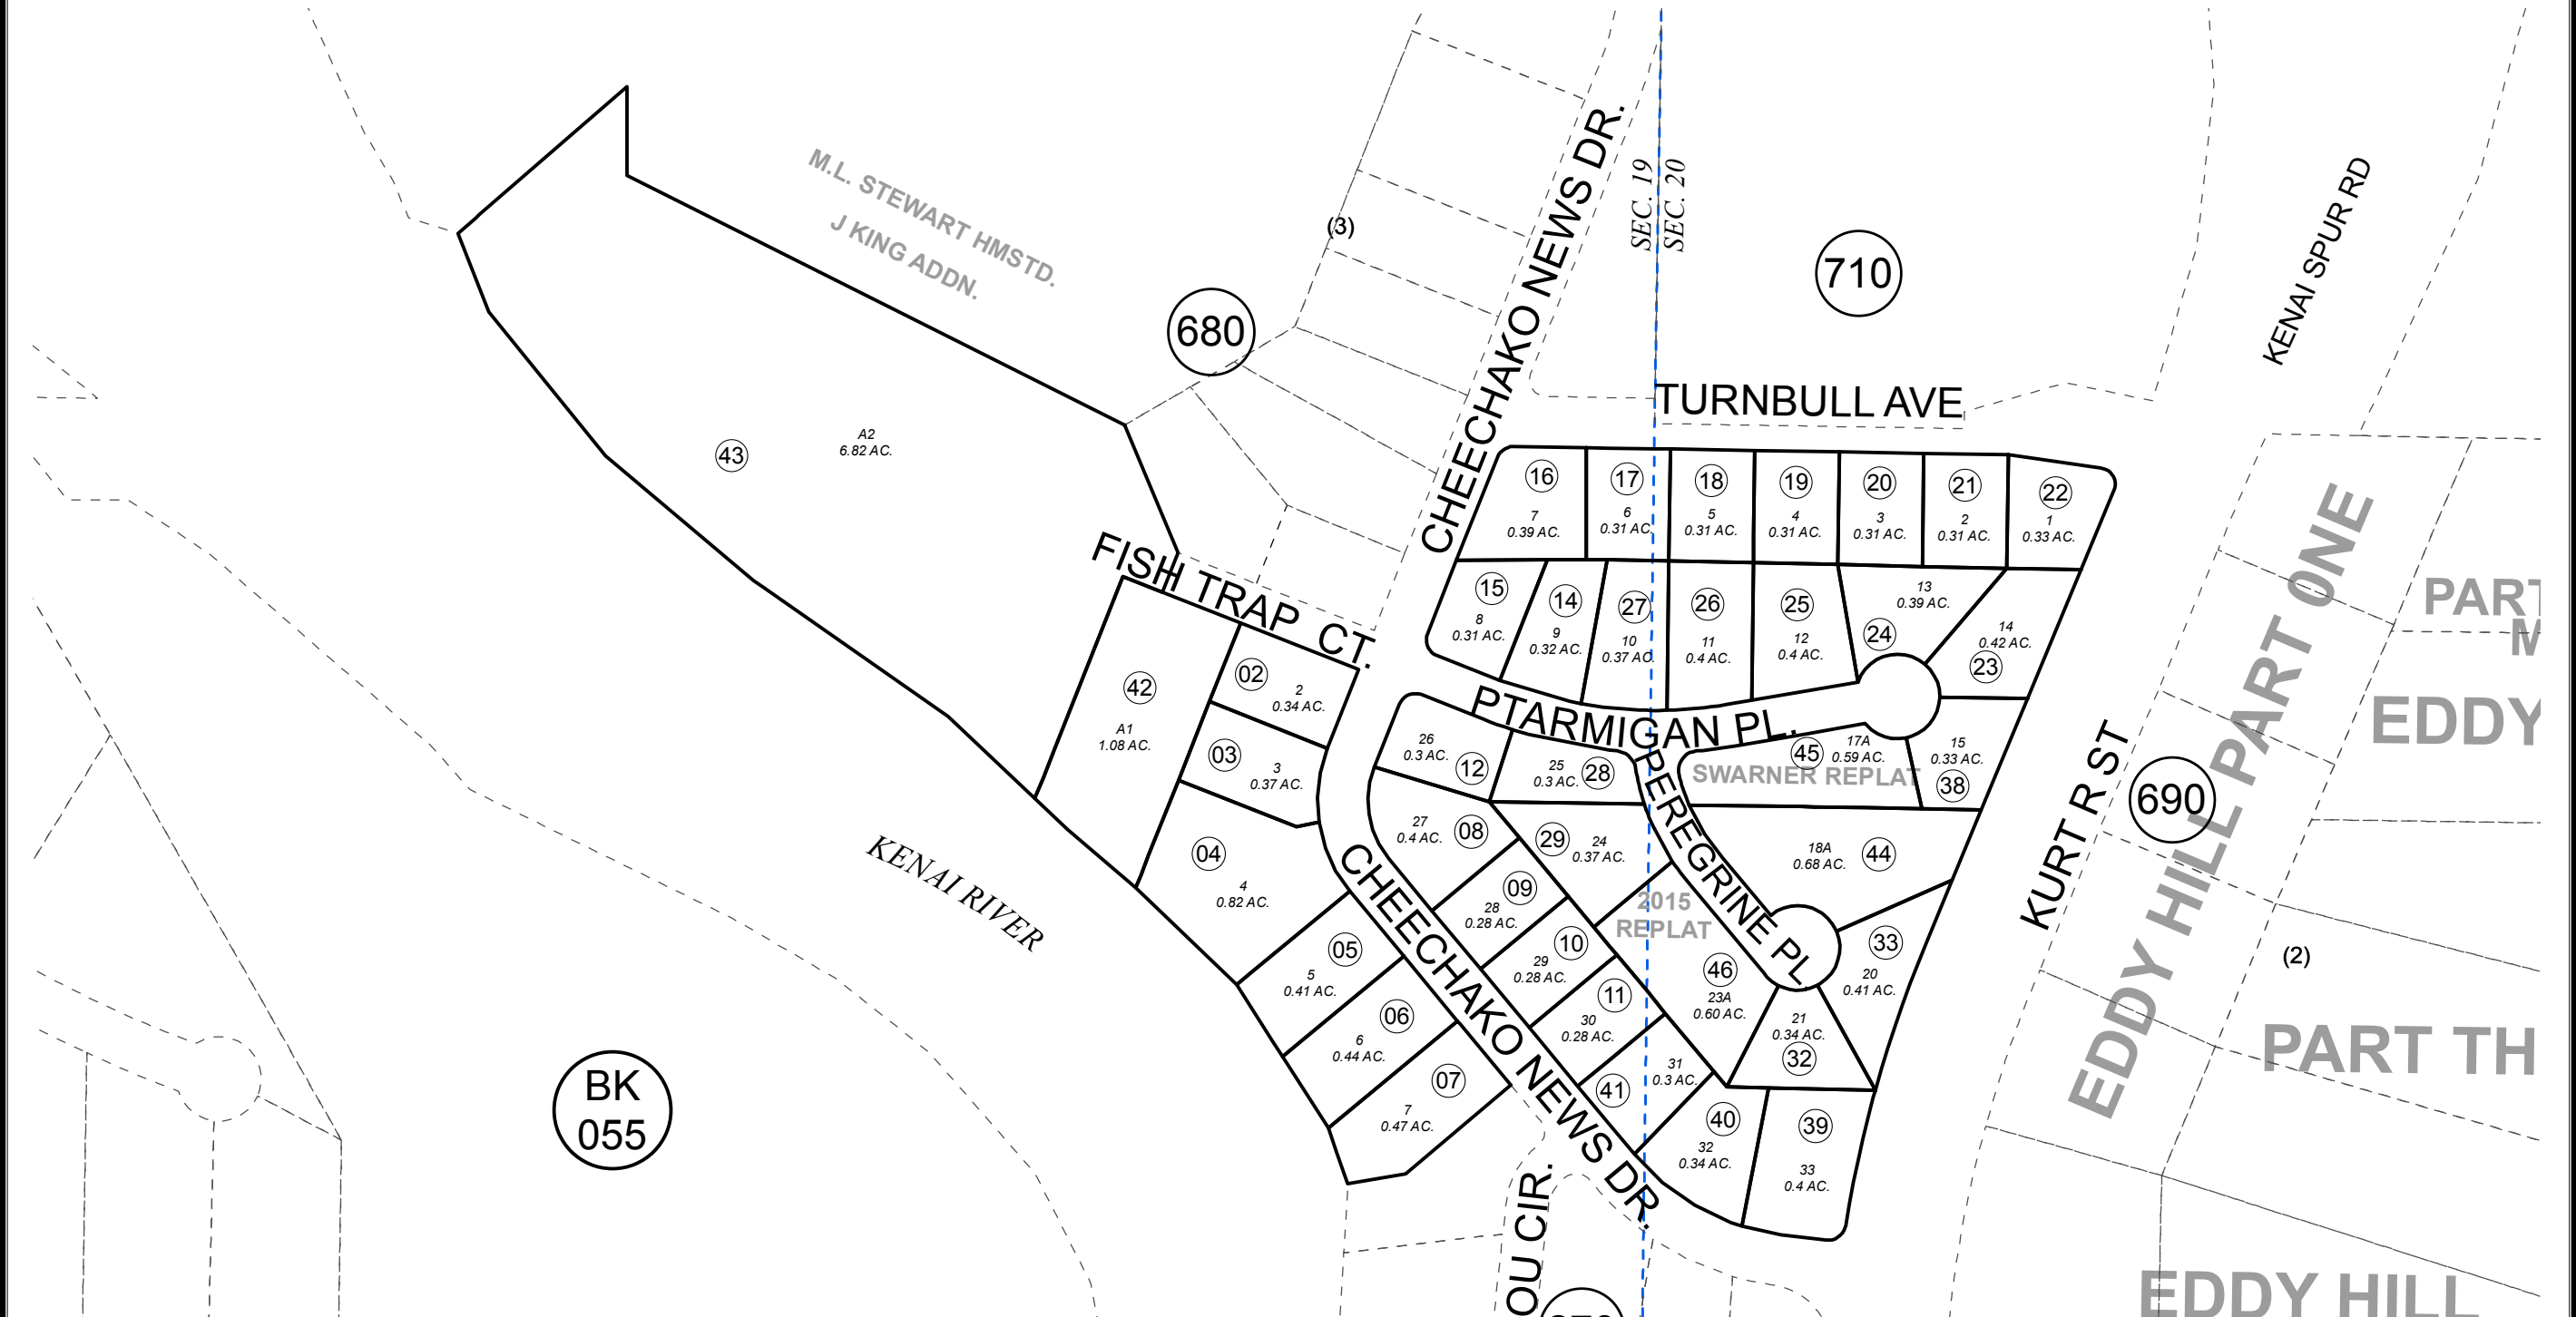 M.L. STEWART HMSTD.
J KING ADDN.
(3)
CHEECHAKO NEWS DR.
SEC. 19
SEC. 20
710
KENAI SPUR RD
680
TURNBULL AVE
43
A2
6.82 AC.
16
7
0.39 AC.
17
6
0.31 AC.
18
5
0.31 AC.
19
4
0.31 AC.
20
3
0.31 AC.
21
2
0.31 AC.
22
1
0.33 AC.
FISH TRAP CT.
15
8
0.31 AC.
14
9
0.32 AC.
27
10
0.37 AC.
26
11
0.4 AC.
25
12
0.4 AC.
13
0.39 AC.
24
14
0.42 AC.
23
42
A1
1.08 AC.
02
2
0.34 AC.
03
3
0.37 AC.
04
4
0.82 AC.
PTARMIGAN PL.
26
0.3 AC.
12
25
0.3 AC.
28
45
17A
0.59 AC.
SWARNER REPLAT
15
0.33 AC.
38
PEREGRINE PL
27
0.4 AC.
08
29
24
0.37 AC.
18A
0.68 AC.
44
KURT R ST
690
EDDY HILL PART ONE
PART
M
EDDY
KENAI RIVER
CHEECHAKO NEWS DR.
09
28
0.28 AC.
2015
REPLAT
10
29
0.28 AC.
11
30
0.28 AC.
46
23A
0.60 AC.
33
20
0.41 AC.
21
0.34 AC.
32
05
5
0.41 AC.
06
6
0.44 AC.
07
7
0.47 AC.
31
0.3 AC.
41
40
32
0.34 AC.
39
33
0.4 AC.
(2)
PART TH
BK
055
OU CIR.
EDDY HILL